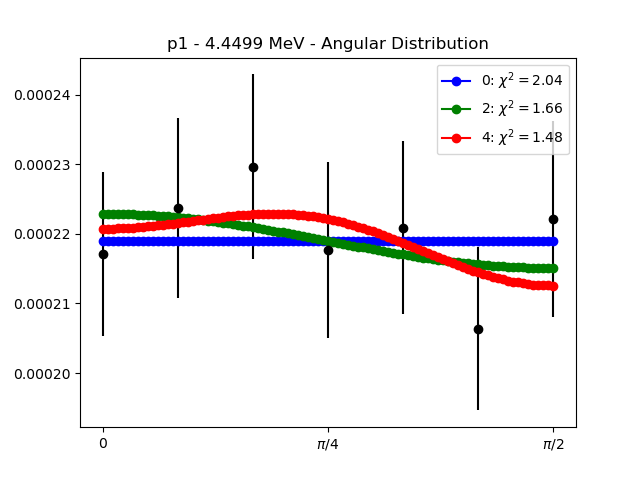 p1 - 4.4499 MeV - Angular Distribution
0: χ² = 2.04
2: χ² = 1.66
4: χ² = 1.48
0.00024
0.00023
0.00022
0.00021
0.00020
0
π/4
π/2